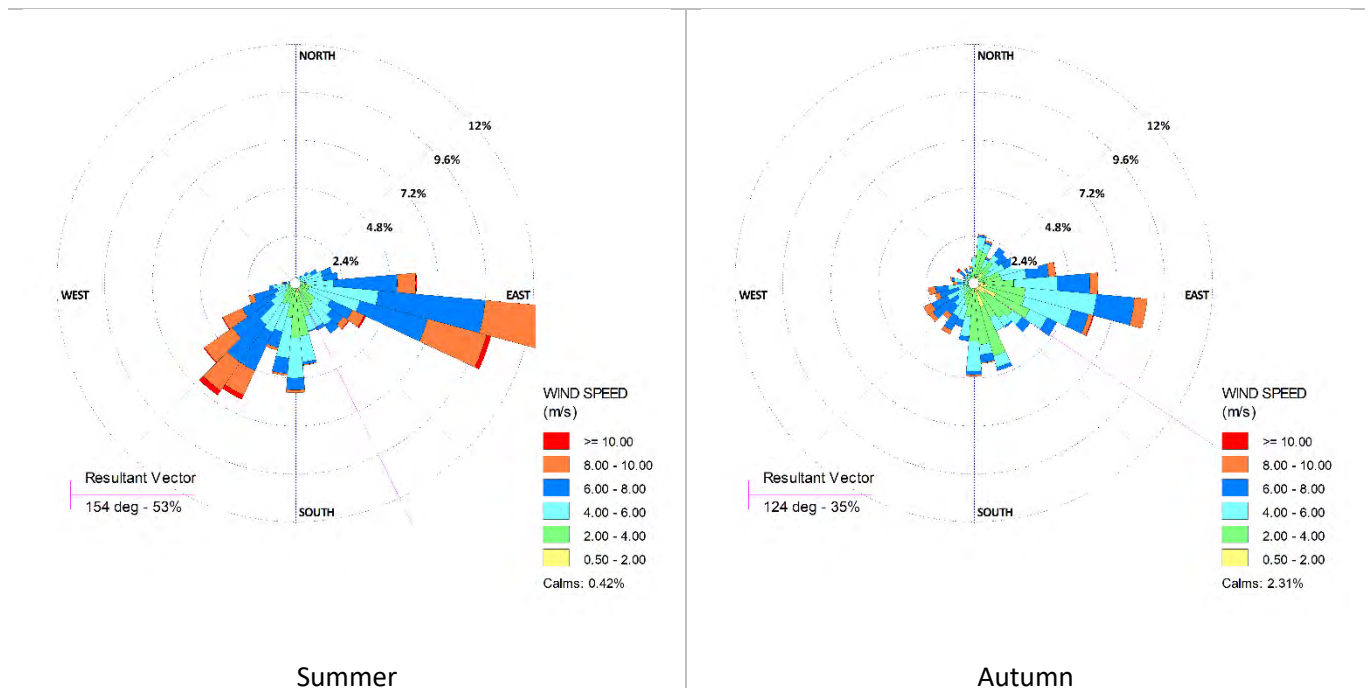 NORTH
12%
9.6%
7.2%
4.8%
2.4%
WEST
EAST
WIND SPEED
(m/s)
>= 10.00
8.00 - 10.00
6.00 - 8.00
4.00 - 6.00
2.00 - 4.00
0.50 - 2.00
Calms: 0.42%
Resultant Vector
154 deg - 53%
SOUTH
Summer
NORTH
12%
9.6%
7.2%
4.8%
2.4%
WEST
EAST
WIND SPEED
(m/s)
>= 10.00
8.00 - 10.00
6.00 - 8.00
4.00 - 6.00
2.00 - 4.00
0.50 - 2.00
Calms: 2.31%
Resultant Vector
124 deg - 35%
SOUTH
Autumn